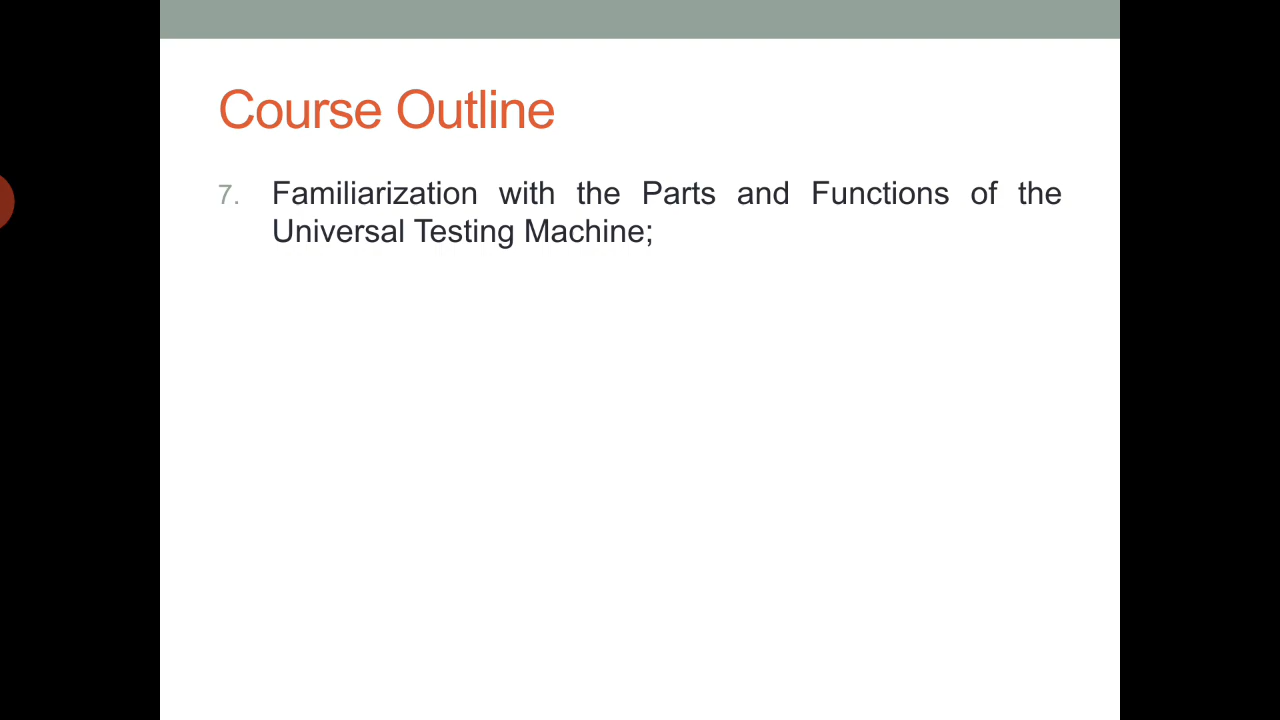 Course Outline
7. Familiarization with the Parts and Functions of the
Universal Testing Machine;